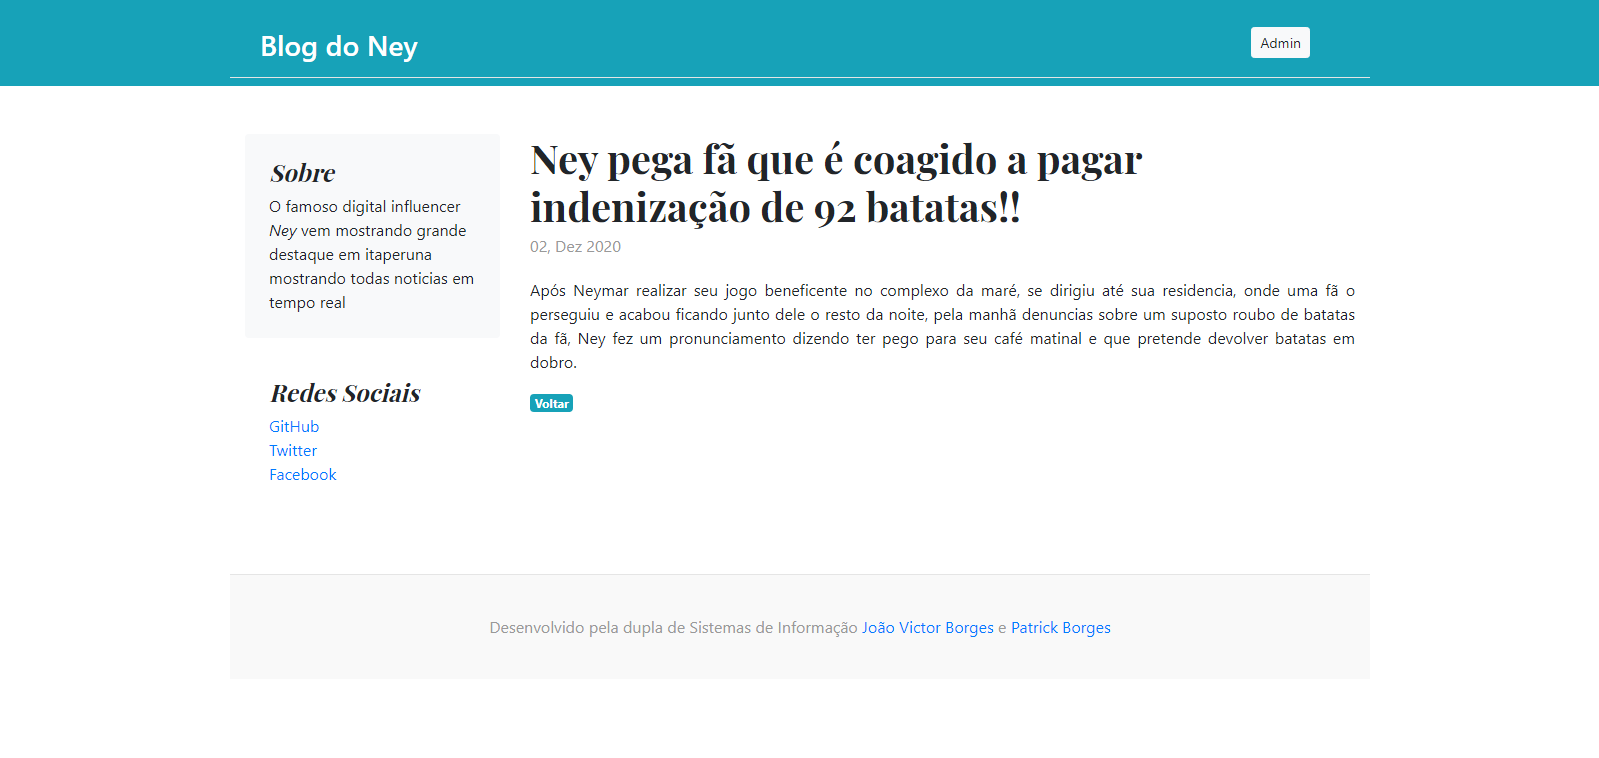 Blog do Ney
Admin
Sobre
O famoso digital influencer
Ney vem mostrando grande
destaque em itaperuna
mostrando todas noticias em
tempo real
Redes Sociais
GitHub
Twitter
Facebook
Ney pega fã que é coagido a pagar
indenização de 92 batatas!!
02, Dez 2020
Após Neymar realizar seu jogo beneficente no complexo da maré, se dirigiu até sua residencia, onde uma fã o
perseguiu e acabou ficando junto dele o resto da noite, pela manhã denuncias sobre um suposto roubo de batatas
da fã, Ney fez um pronunciamento dizendo ter pego para seu café matinal e que pretende devolver batatas em
dobro.
Voltar
Desenvolvido pela dupla de Sistemas de Informação João Victor Borges e Patrick Borges